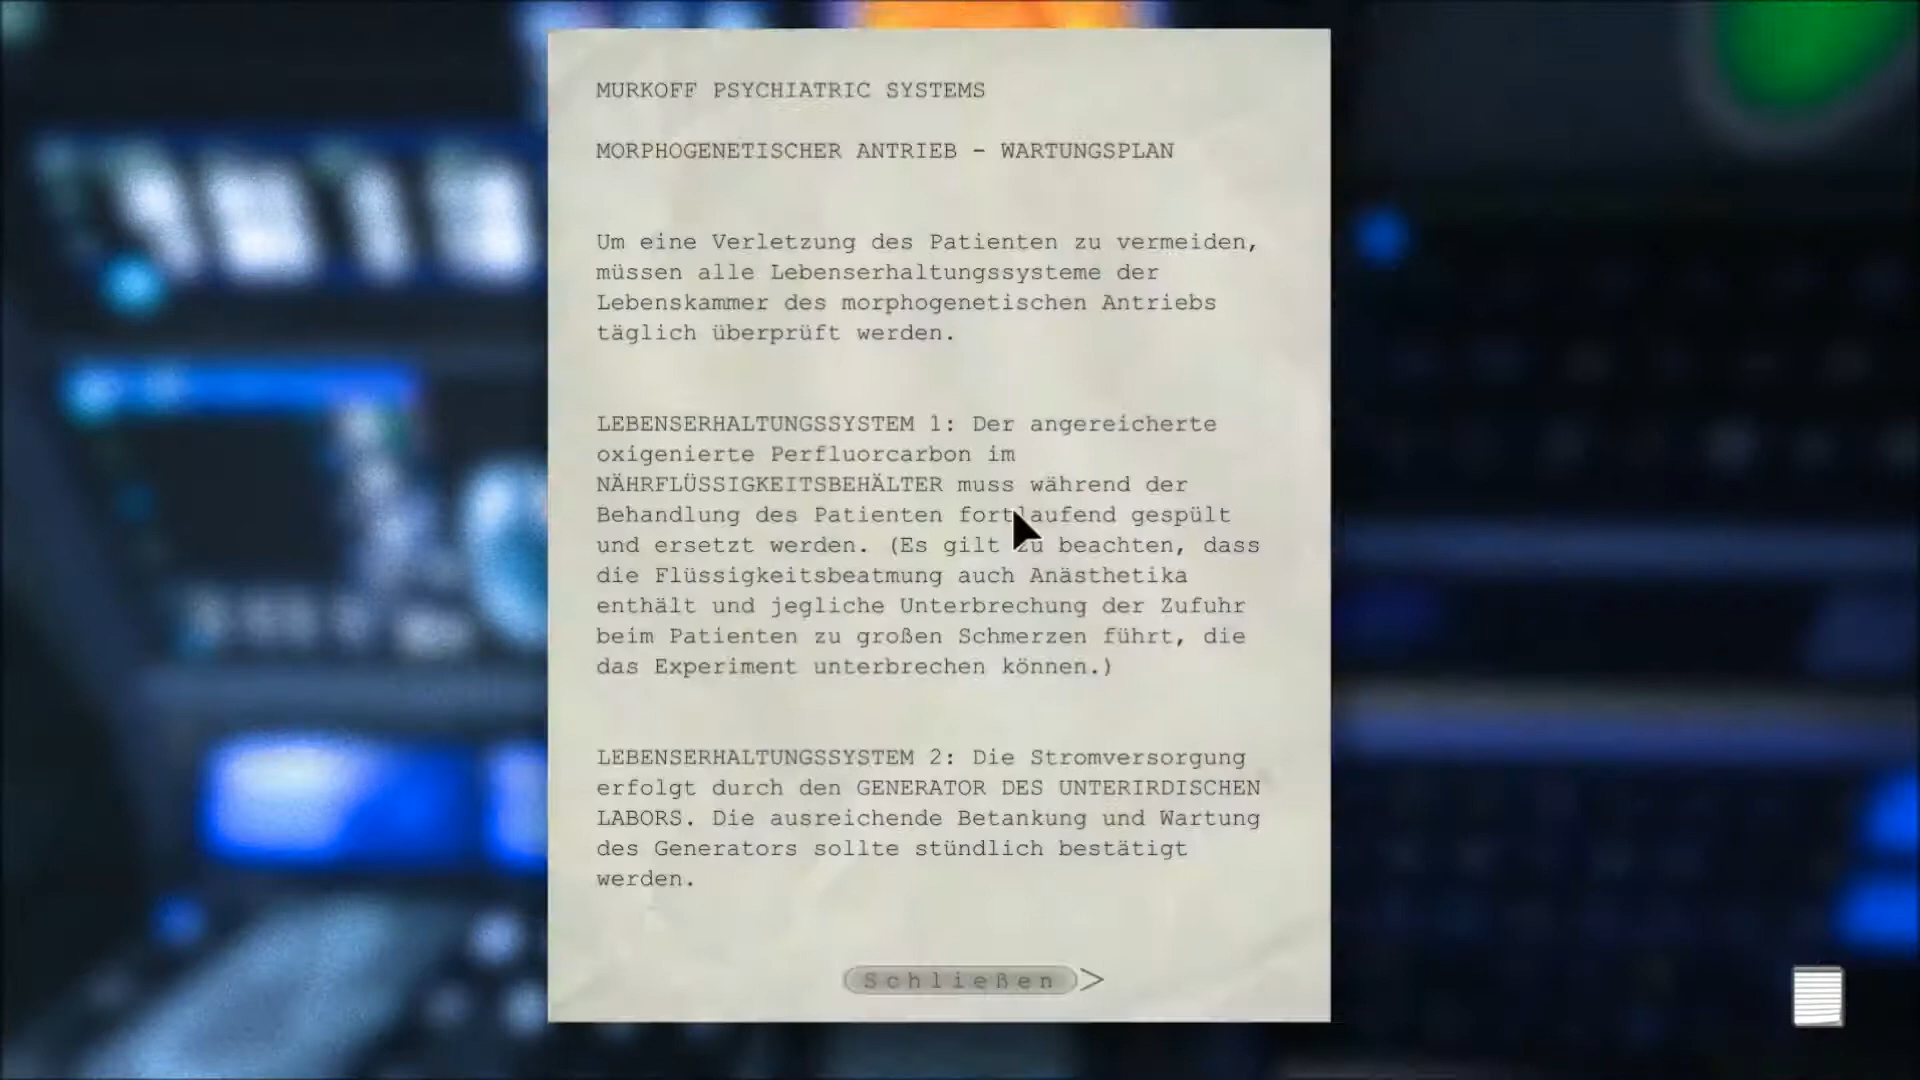 MURKOFF PSYCHIATRIC SYSTEMS
MORPHOGENETISCHER ANTRIEB - WARTUNGSPLAN
Um eine Verletzung des Patienten zu vermeiden,
müssen alle Lebenserhaltungssysteme der
Lebenskammer des morphogenetischen Antriebs
täglich überprüft werden.
LEBENSERHALTUNGSSYSTEM 1: Der angereicherte
oxigenierte Perfluorcarbon im
NÄHRFLÜSSIGKEITSBEHÄLTER muss während der
Behandlung des Patienten fortlaufend gespült
und ersetzt werden. (Es gilt zu beachten, dass
die Flüssigkeitsbeatmung auch Anästhetika
enthält und jegliche Unterbrechung der Zufuhr
beim Patienten zu großen Schmerzen führt, die
das Experiment unterbrechen können.)
LEBENSERHALTUNGSSYSTEM 2: Die Stromversorgung
erfolgt durch den GENERATOR DES UNTERIRDISCHEN
LABORS. Die ausreichende Betankung und Wartung
des Generators sollte stündlich bestätigt
werden.
Schließen >